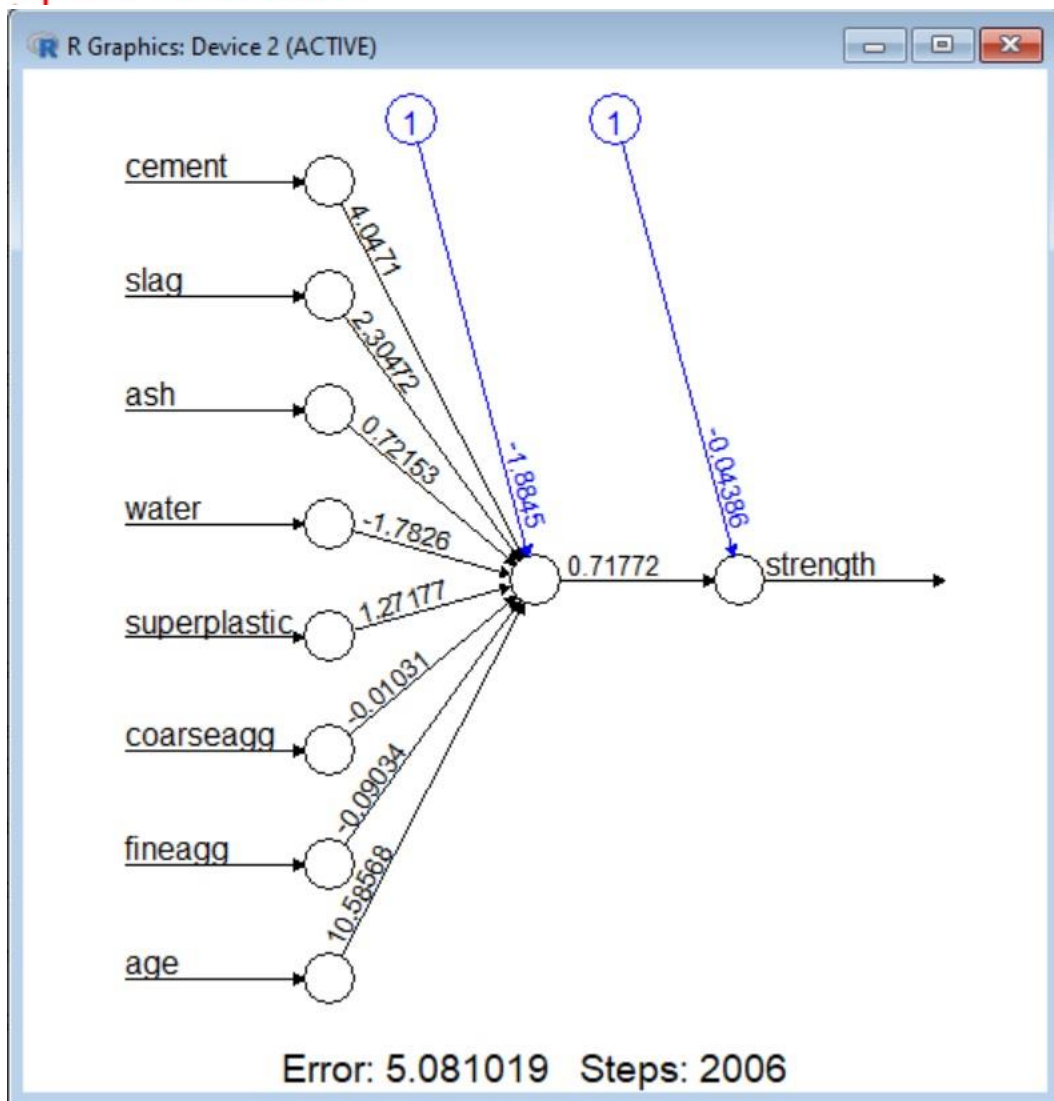 R Graphics: Device 2 (ACTIVE)
1 1
cement
4.0471
slag
2.30472
ash
0.72153
water
-1.7826
-1.8845
-0.04386
superplastic
1.27177
0.71772
strength
coarseagg
-0.01031
fineagg
-0.09034
age
10.58568
Error: 5.081019 Steps: 2006